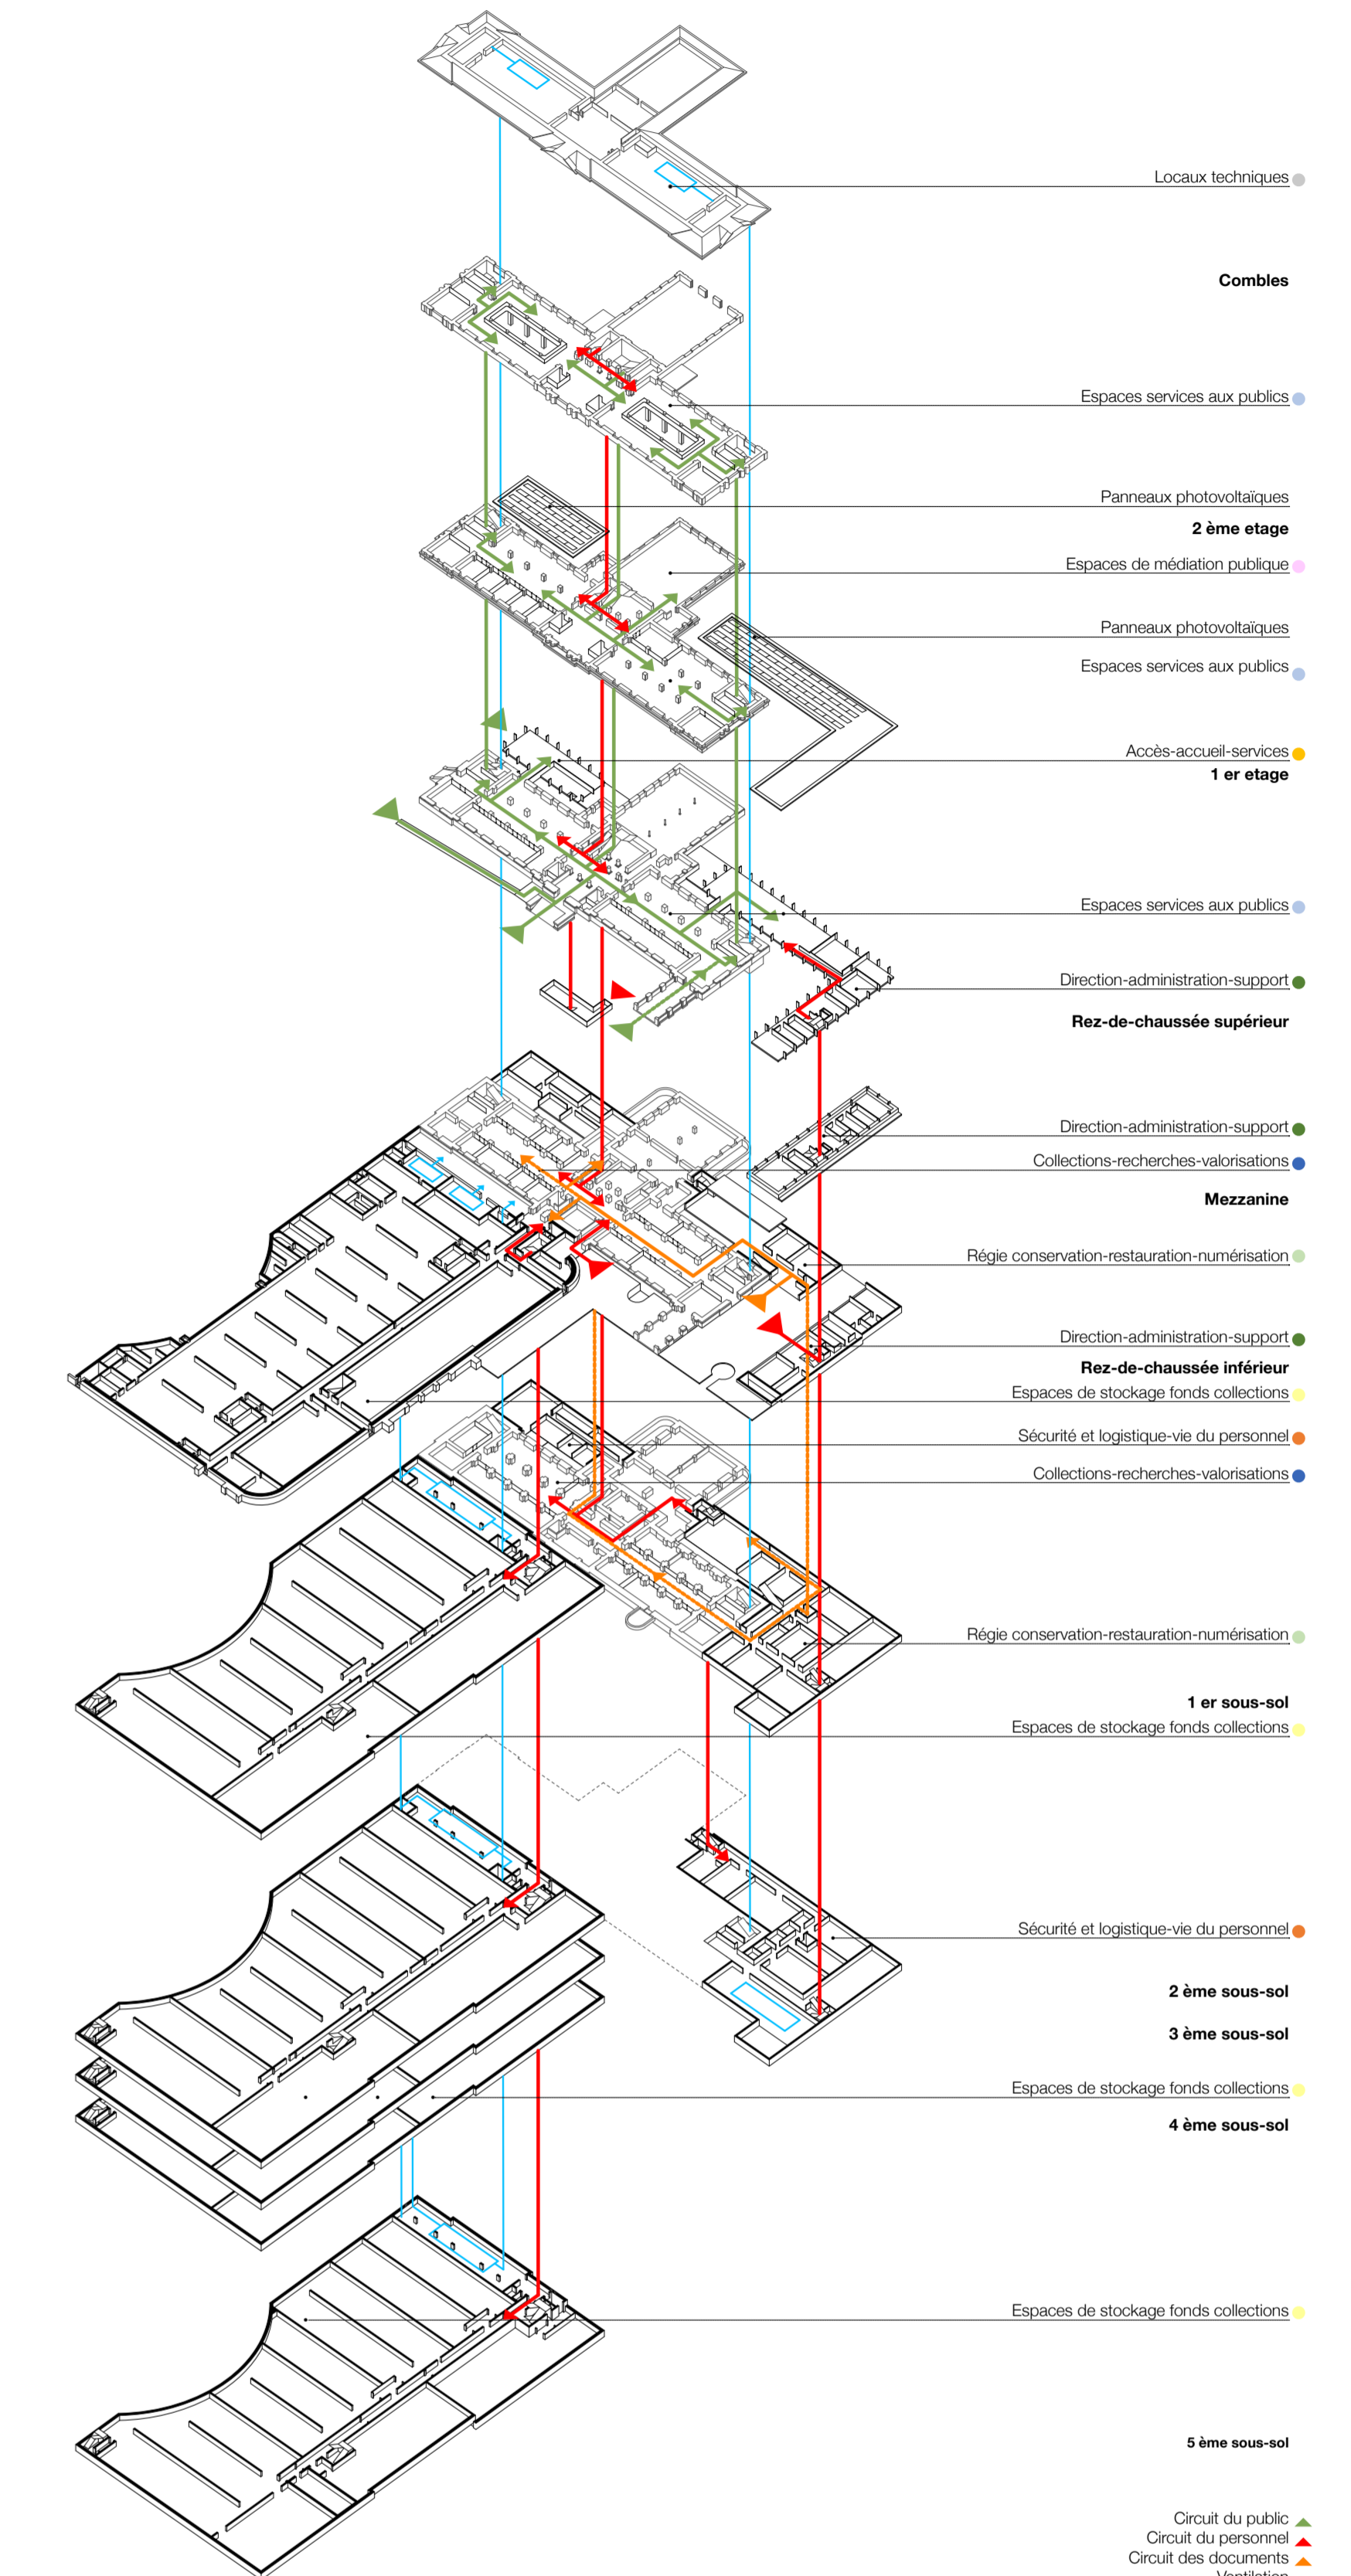 Locaux techniques
Combles
Espaces services aux publics
Panneaux photovoltaïques
2 ème etage
Espaces de médiation publique
Panneaux photovoltaïques
Espaces services aux publics
Accès-accueil-services
1 er etage
Espaces services aux publics
Direction-administration-support
Rez-de-chaussée supérieur
Direction-administration-support
Collections-recherches-valorisations
Mezzanine
Régie conservation-restauration-numérisation
Direction-administration-support
Rez-de-chaussée inférieur
Espaces de stockage fonds collections
Sécurité et logistique-vie du personnel
Collections-recherches-valorisations
Régie conservation-restauration-numérisation
1 er sous-sol
Espaces de stockage fonds collections
Sécurité et logistique-vie du personnel
2 ème sous-sol
3 ème sous-sol
Espaces de stockage fonds collections
4 ème sous-sol
Espaces de stockage fonds collections
5 ème sous-sol
Circuit du public
Circuit du personnel
Circuit des documents
Ventilation